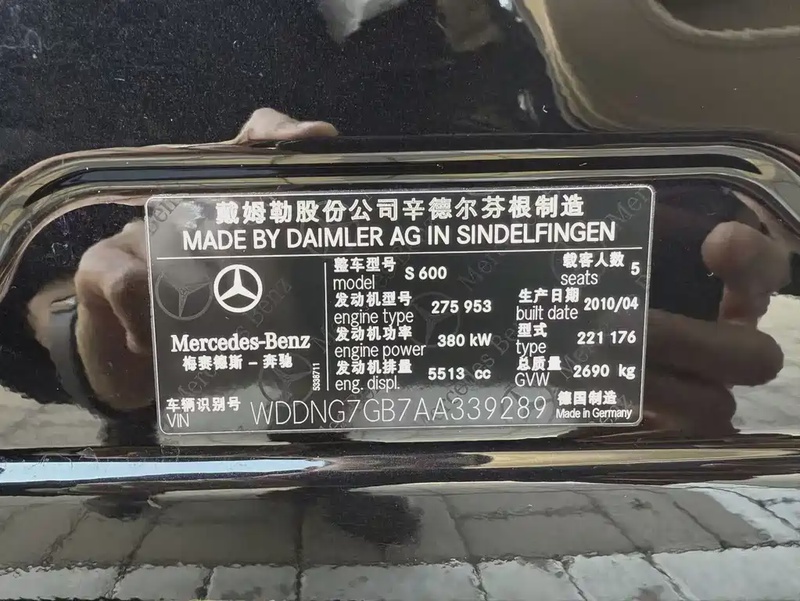 戴姆勒股份公司辛德尔芬根制造
MADE BY DAIMLER AG IN SINDELFINGEN
整车型号 S 600 载客人数 5
model seats
发动机型号 275 953 生产日期 2010/04
engine type built date
发动机功率 380 kW 型式 221 176
engine power type
发动机排量 5513 cc 总质量 2690 kg
eng. displ. GVW
Mercedes-Benz
梅赛德斯 - 奔驰
5336711
车辆识别号 WDDNG7GB7AA339289 德国制造
VIN Made in Germany